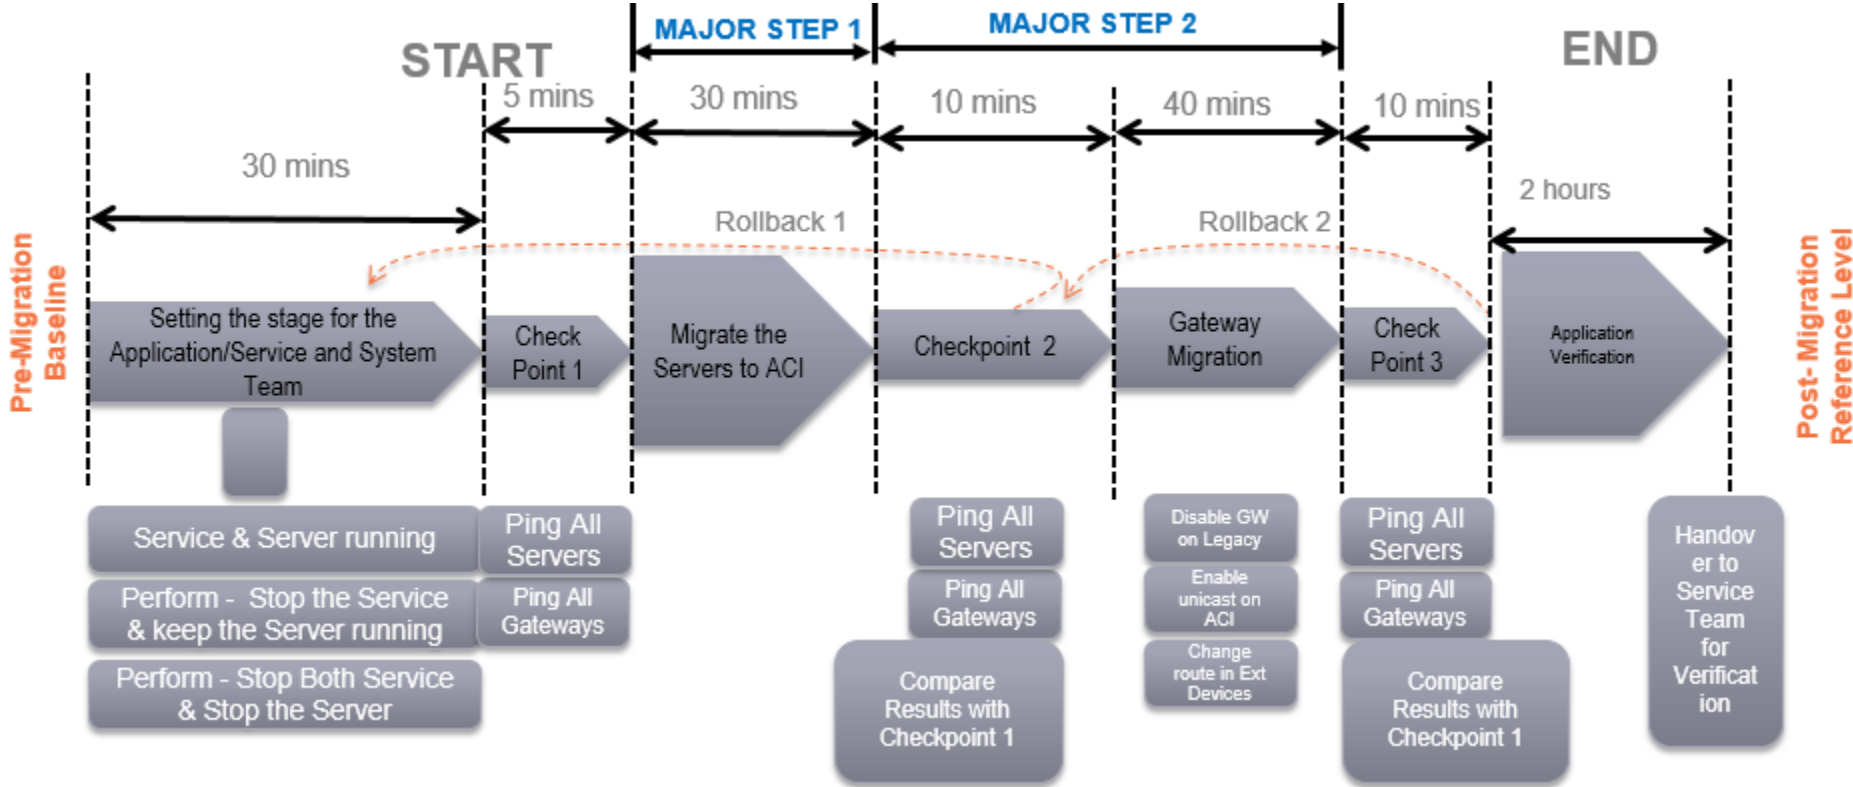 START
MAJOR STEP 1
MAJOR STEP 2
END
5 mins
30 mins
10 mins
40 mins
10 mins
30 mins
2 hours
Rollback 1
Rollback 2
Pre-Migration
Baseline
Setting the stage for the
Application/Service and System
Team
Check
Point 1
Migrate the
Servers to ACI
Checkpoint 2
Gateway
Migration
Check
Point 3
Application
Verification
Post- Migration
Reference Level
Service & Server running
Perform - Stop the Service
& keep the Server running
Perform - Stop Both Service
& Stop the Server
Ping All
Servers
Ping All
Gateways
Ping All
Servers
Ping All
Gateways
Compare
Results with
Checkpoint 1
Disable GW
on Legacy
Enable
unicast on
ACI
Change
route in Ext
Devices
Ping All
Servers
Ping All
Gateways
Compare
Results with
Checkpoint 1
Handov
er to
Service
Team
for
Verificat
ion